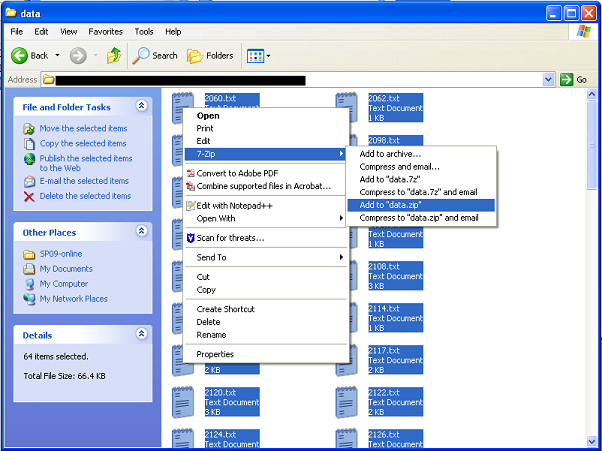 data
File Edit View Favorites Tools Help
Back Search Folders
Address Go
File and Folder Tasks
Move the selected items
Copy the selected items
Publish the selected items
to the Web
E-mail the selected items
Delete the selected items
Other Places
SP09-online
My Documents
My Computer
My Network Places
Details
64 items selected.
Total File Size: 66.4 KB
2060.txt
Text Document
2062.txt
Text Document
1 KB
2098.txt
Open
Print
Edit
7-Zip
Convert to Adobe PDF
Combine supported files in Acrobat...
Edit with Notepad++
Open With
Scan for threats...
Send To
Cut
Copy
Create Shortcut
Delete
Rename
Properties
Add to archive...
Compress and email...
Add to "data.7z"
Compress to "data.7z" and email
Add to "data.zip"
Compress to "data.zip" and email
2108.txt
Text Document
3 KB
2114.txt
Text Document
1 KB
2 KB
2117.txt
Text Document
2 KB
2120.txt
Text Document
3 KB
2122.txt
Text Document
2 KB
2124.txt
Text Document
2126.txt
Text Document